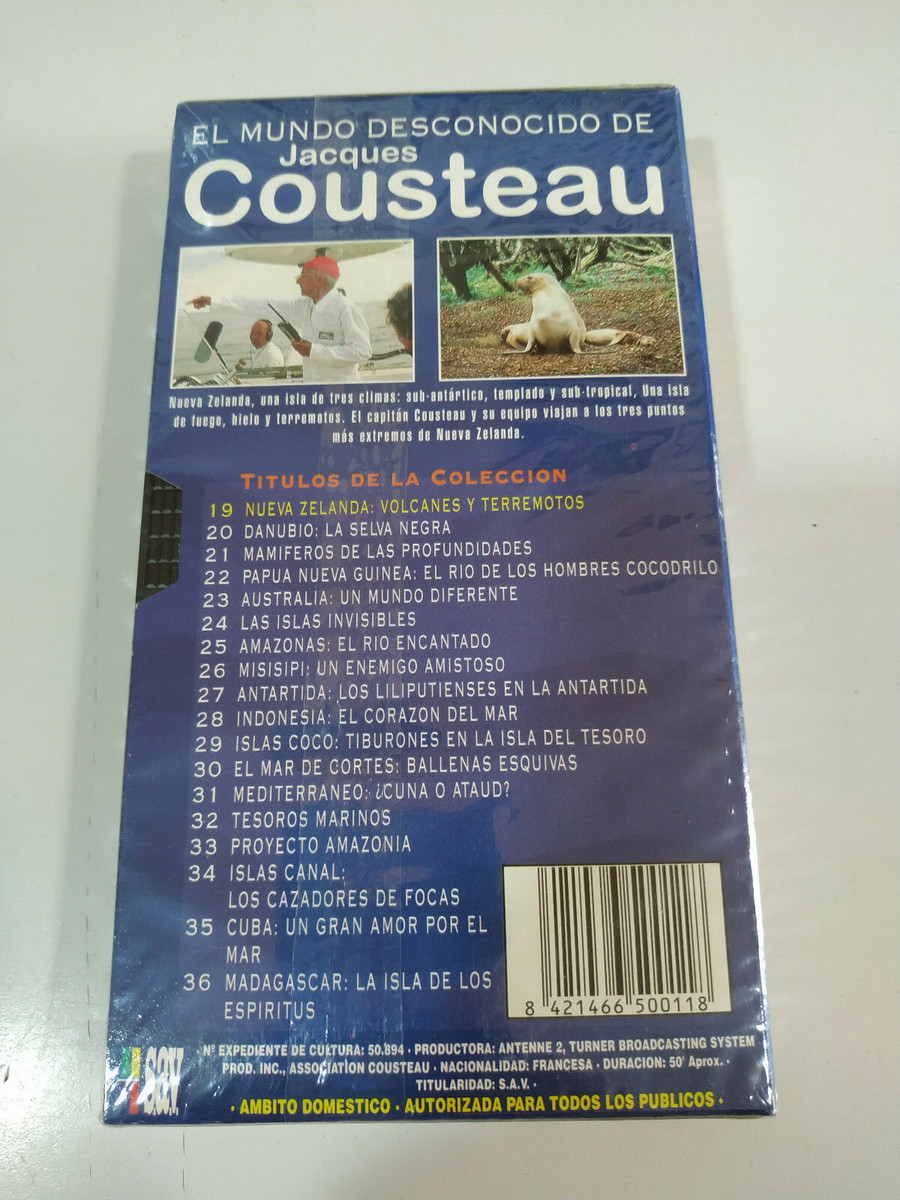 EL MUNDO DESCONOCIDO DE
Jacques
Cousteau
Nueva Zelanda, una isla de tres climas: sub-antártico, templado y sub-tropical, Una isla
de fuego, hielo y terremotos. El capitán Cousteau y su equipo viajan a los tres puntos
más extremos de Nueva Zelanda.
TITULOS DE LA COLECCION
19 NUEVA ZELANDA: VOLCANES Y TERREMOTOS
20 DANUBIO: LA SELVA NEGRA
21 MAMIFEROS DE LAS PROFUNDIDADES
22 PAPUA NUEVA GUINEA: EL RIO DE LOS HOMBRES COCODRILO
23 AUSTRALIA: UN MUNDO DIFERENTE
24 LAS ISLAS INVISIBLES
25 AMAZONAS: EL RIO ENCANTADO
26 MISISIPI: UN ENEMIGO AMISTOSO
27 ANTARTIDA: LOS LILIPUTIENSES EN LA ANTARTIDA
28 INDONESIA: EL CORAZON DEL MAR
29 ISLAS COCO: TIBURONES EN LA ISLA DEL TESORO
30 EL MAR DE CORTES: BALLENAS ESQUIVAS
31 MEDITERRANEO: ¿CUNA O ATAUD?
32 TESOROS MARINOS
33 PROYECTO AMAZONIA
34 ISLAS CANAL:
LOS CAZADORES DE FOCAS
35 CUBA: UN GRAN AMOR POR EL
MAR
36 MADAGASCAR: LA ISLA DE LOS
ESPIRITUS
8 421466 500118
s.a.v.
· Nº EXPEDIENTE DE CULTURA: 50.894 · PRODUCTORA: ANTENNE 2, TURNER BROADCASTING SYSTEM
PROD. INC., ASSOCIATION COUSTEAU · NACIONALIDAD: FRANCESA · DURACION: 50' Aprox. ·
TITULARIDAD: S.A.V. ·
· AMBITO DOMESTICO · AUTORIZADA PARA TODOS LOS PUBLICOS ·